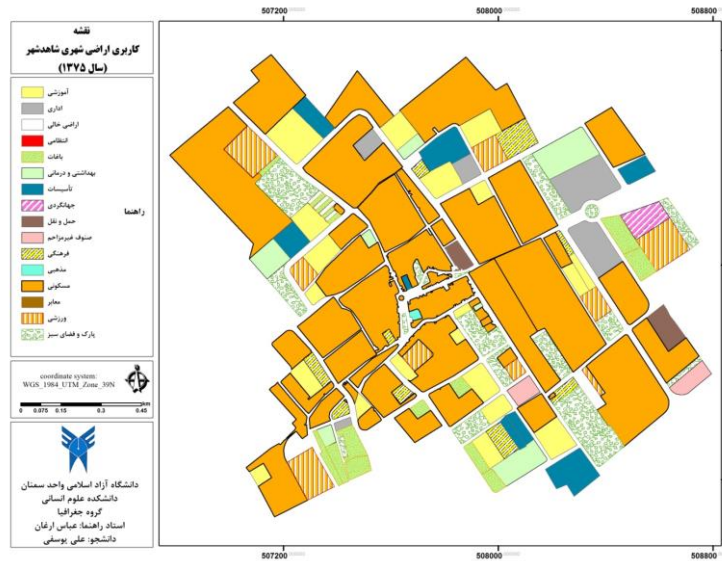 507200
508000
508800
نقشه
کاربری اراضی شهری شاهدشهر
(سال ۱۳۷۵)
آموزشی
اداری
اراضی خالی
انتظامی
باغات
بهداشتی و درمانی
تأسیسات
جهانگردی
حمل و نقل
صنوف غیرمزاحم
فرهنگی
مذهبی
مسکونی
معابر
ورزشی
پارک و فضای سبز
راهنما
coordinate system:
WGS_1984_UTM_Zone_39N
km
0 0.075 0.15 0.3 0.45
دانشگاه آزاد اسلامی واحد سمنان
دانشکده علوم انسانی
گروه جغرافیا
استاد راهنما: عباس ارغان
دانشجو: علی یوسفی
507200
508000
508800